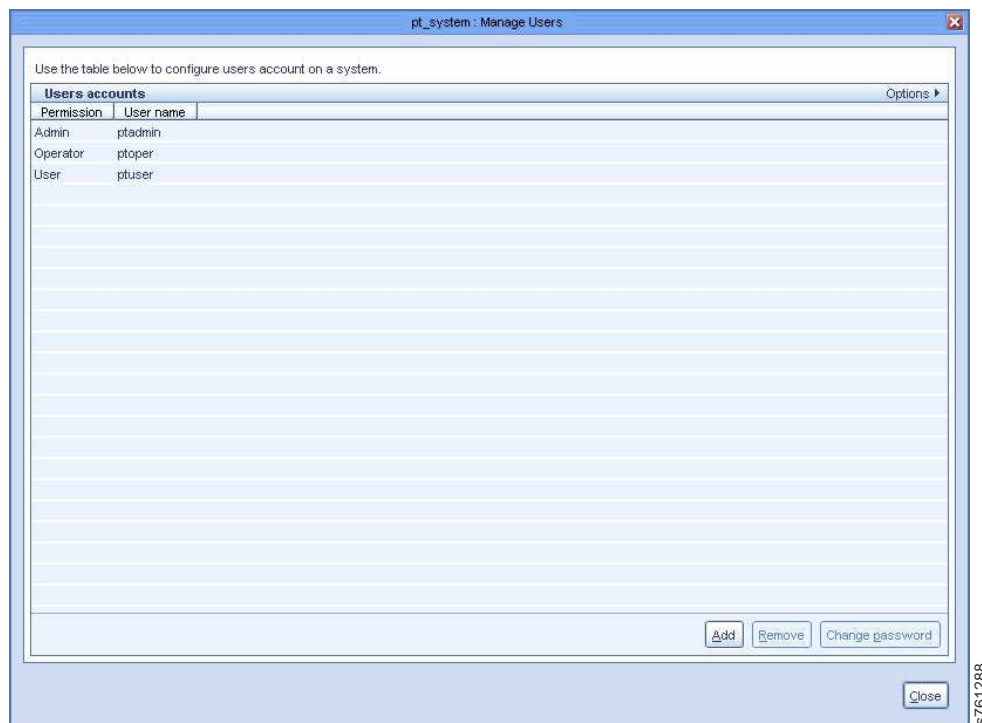 pt_system : Manage Users
Use the table below to configure users account on a system.
Users accounts Options
Permission User name
Admin ptadmin
Operator ptoper
User ptuser
Add Remove Change password
Close
s761288